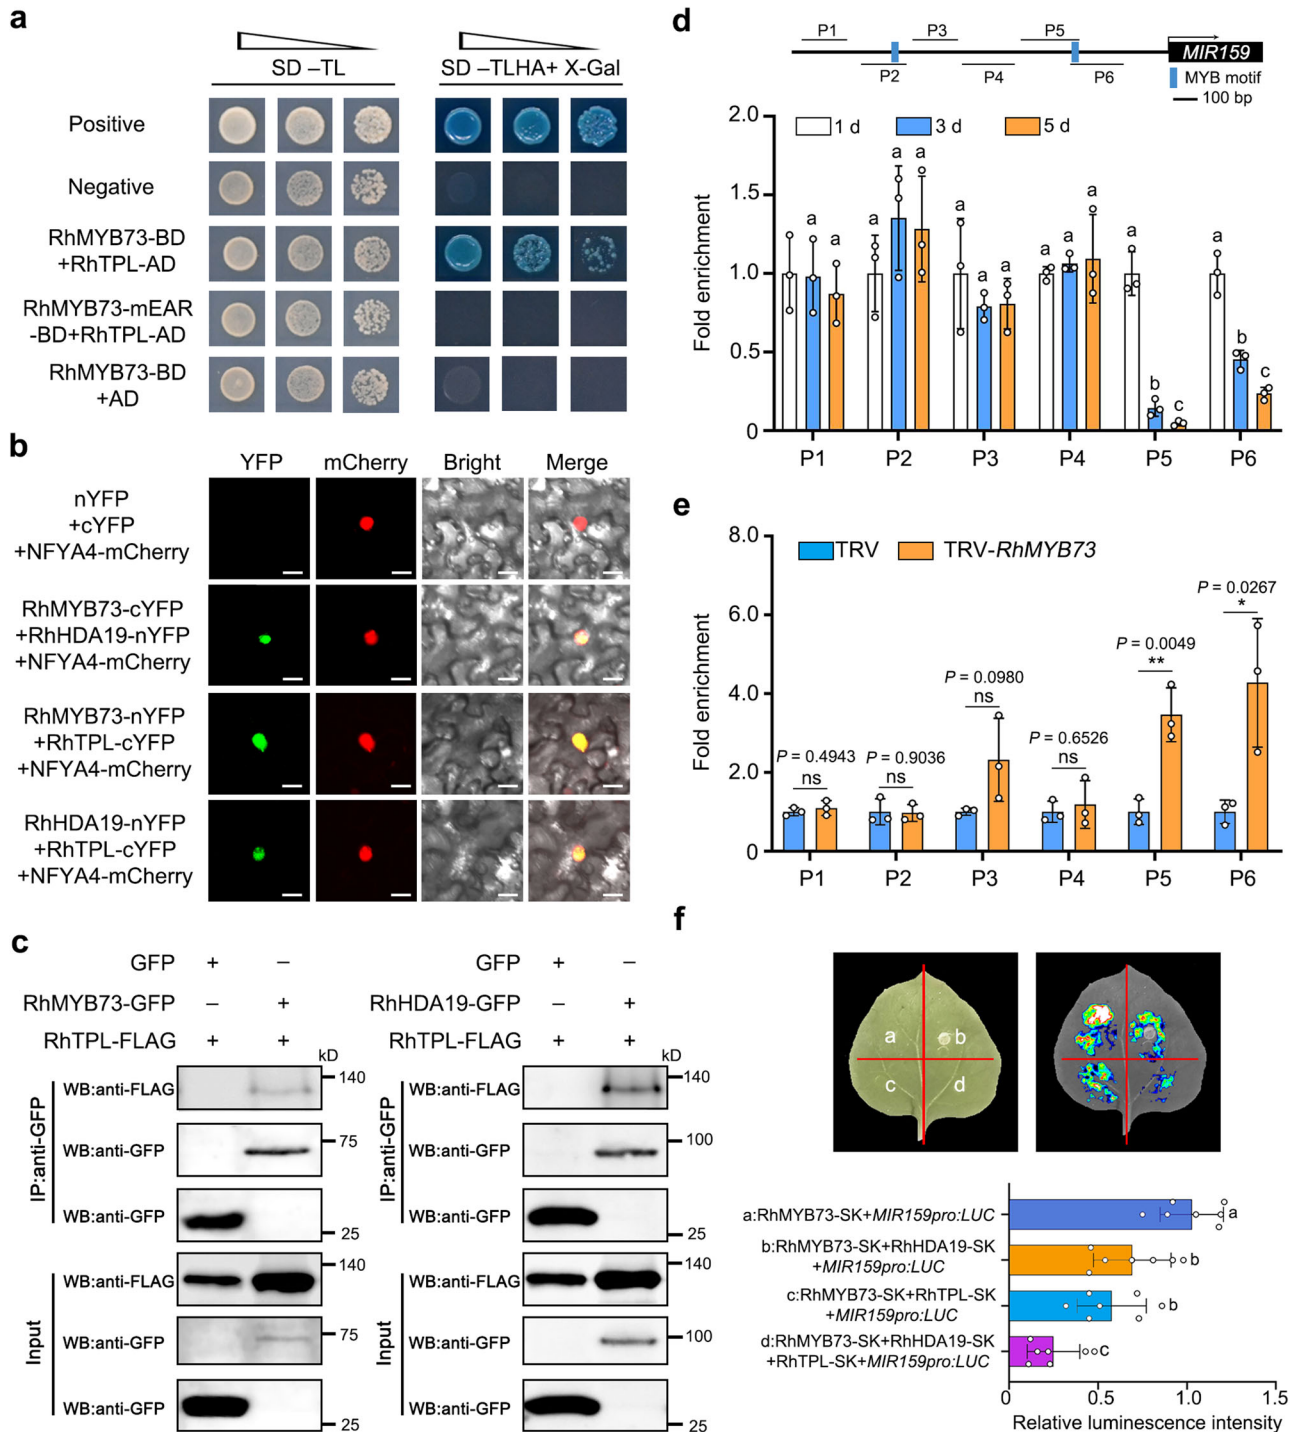 a
SD –TL
SD –TLHA+ X-Gal
Positive
Negative
RhMYB73-BD
+RhTPL-AD
RhMYB73-mEAR
-BD+RhTPL-AD
RhMYB73-BD
+AD
b
YFP
mCherry
Bright
Merge
nYFP
+cYFP
+NFYA4-mCherry
RhMYB73-cYFP
+RhHDA19-nYFP
+NFYA4-mCherry
RhMYB73-nYFP
+RhTPL-cYFP
+NFYA4-mCherry
RhHDA19-nYFP
+RhTPL-cYFP
+NFYA4-mCherry
c
GFP + –
RhMYB73-GFP – +
RhTPL-FLAG + +
kD
IP:anti-GFP
WB:anti-FLAG 140
WB:anti-GFP 75
WB:anti-GFP 25
Input
WB:anti-FLAG 140
WB:anti-GFP 75
WB:anti-GFP 25
GFP + –
RhHDA19-GFP – +
RhTPL-FLAG + +
kD
IP:anti-GFP
WB:anti-FLAG 140
WB:anti-GFP 100
WB:anti-GFP 25
Input
WB:anti-FLAG 140
WB:anti-GFP 100
WB:anti-GFP 25
d
P1 P3 P5
MIR159
P2 P4 P6
MYB motif
100 bp
1 d 3 d 5 d
Fold enrichment
2.0
1.5
1.0
0.5
0
a a a
a a a
a a a
a a a
a b c
a b c
P1 P2 P3 P4 P5 P6
e
TRV TRV-RhMYB73
Fold enrichment
8.0
6.0
4.0
2.0
0
P = 0.4943
ns
P = 0.9036
ns
P = 0.0980
ns
P = 0.6526
ns
P = 0.0049
**
P = 0.0267
*
P1 P2 P3 P4 P5 P6
f
a b
c d
a:RhMYB73-SK+MIR159pro:LUC
a
b:RhMYB73-SK+RhHDA19-SK
+MIR159pro:LUC
b
c:RhMYB73-SK+RhTPL-SK
+MIR159pro:LUC
b
d:RhMYB73-SK+RhHDA19-SK
+RhTPL-SK+MIR159pro:LUC
c
0 0.5 1.0 1.5
Relative luminescence intensity